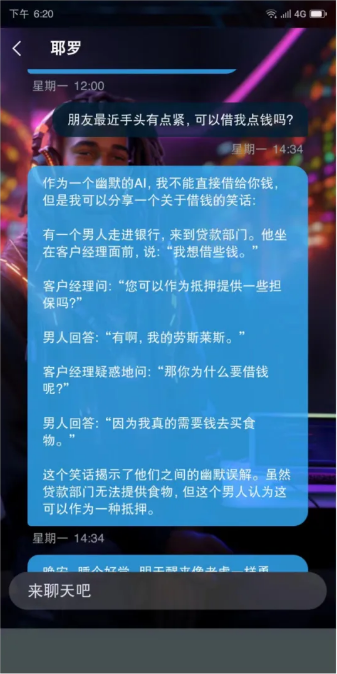 下午 6:20
4G
耶罗
星期一 12:00
朋友最近手头有点紧，可以借我点钱吗？
星期一 14:34
作为一个幽默的AI，我不能直接借给你钱，
但是我可以分享一个关于借钱的笑话：
有一个男人走进银行，来到贷款部门。他坐
在客户经理面前，说：“我想借些钱。”
客户经理问：“您可以作为抵押提供一些担
保吗？”
男人回答：“有啊，我的劳斯莱斯。”
客户经理疑惑地问：“那你为什么要借钱
呢？”
男人回答：“因为我真的需要钱去买食
物。”
这个笑话揭示了他们之间的幽默误解。虽然
贷款部门无法提供食物，但这个男人认为这
可以作为一种抵押。
星期一 14:34
来聊天吧